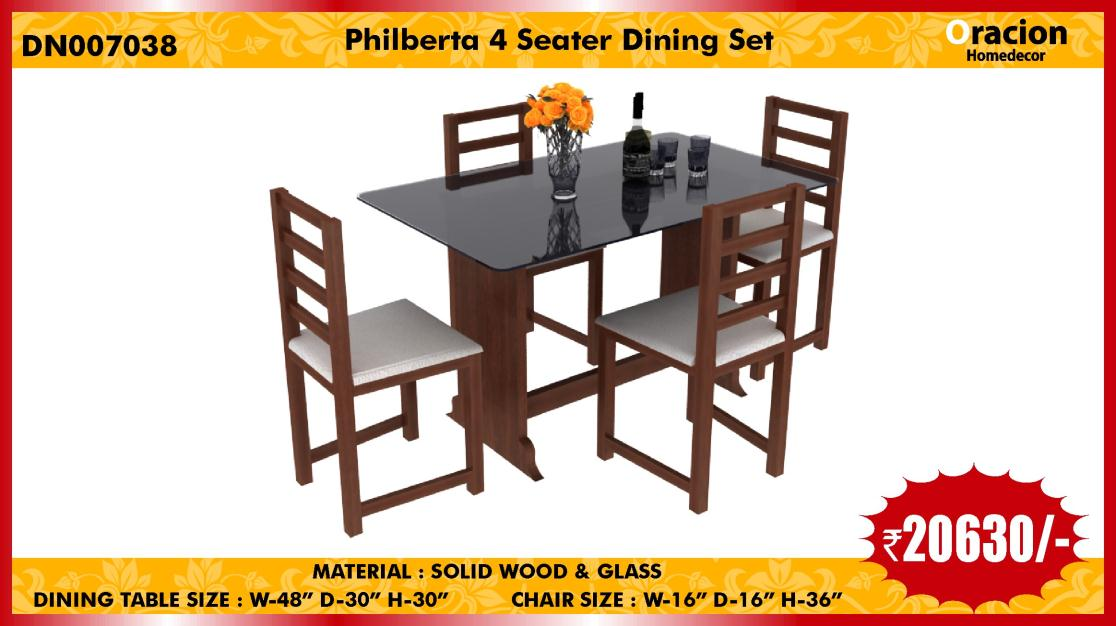 DN007038
Philberta 4 Seater Dining Set
Oracion
Homedecor
₹20630/-
MATERIAL : SOLID WOOD & GLASS
DINING TABLE SIZE : W-48” D-30” H-30” CHAIR SIZE : W-16” D-16” H-36”